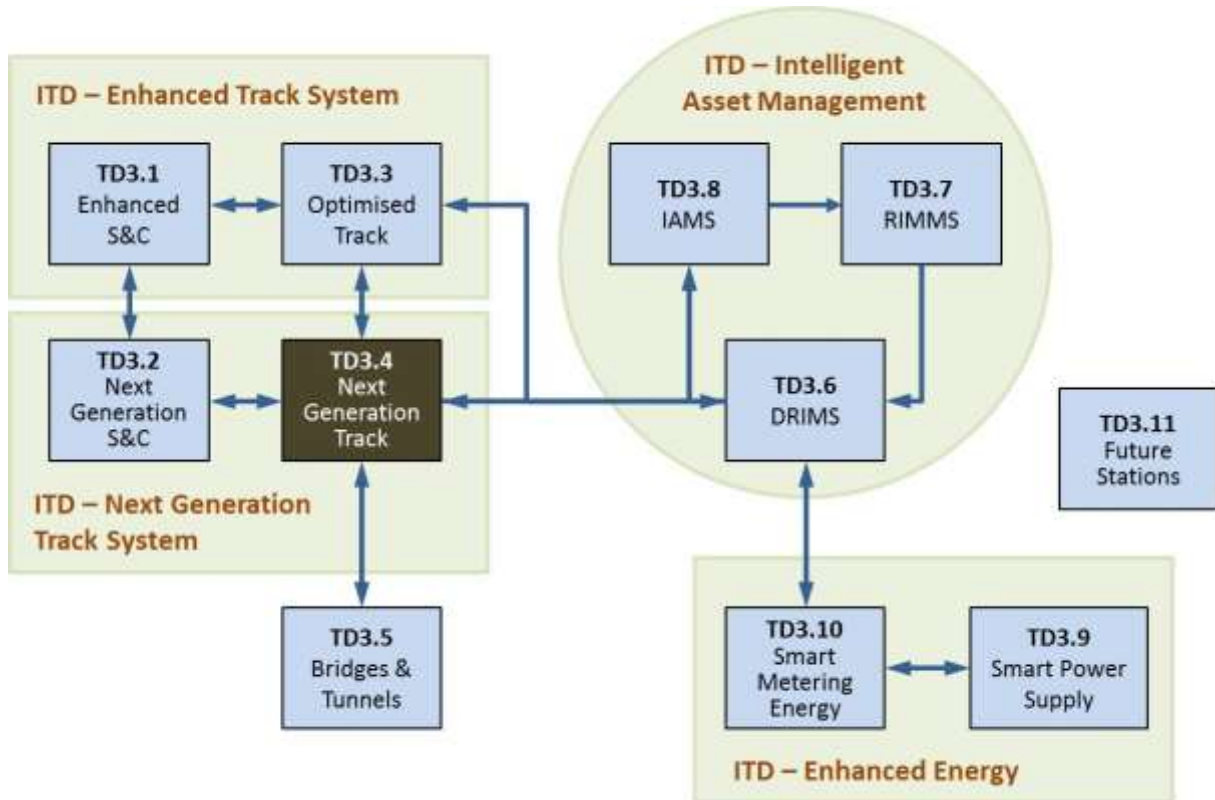 ITD – Enhanced Track System
TD3.1
Enhanced
S&C
TD3.3
Optimised
Track
ITD – Intelligent
Asset Management
TD3.8
IAMS
TD3.7
RIMMS
TD3.2
Next
Generation
S&C
TD3.4
Next
Generation
Track
TD3.6
DRIMS
TD3.11
Future
Stations
ITD – Next Generation
Track System
TD3.5
Bridges &
Tunnels
TD3.10
Smart
Metering
Energy
TD3.9
Smart Power
Supply
ITD – Enhanced Energy